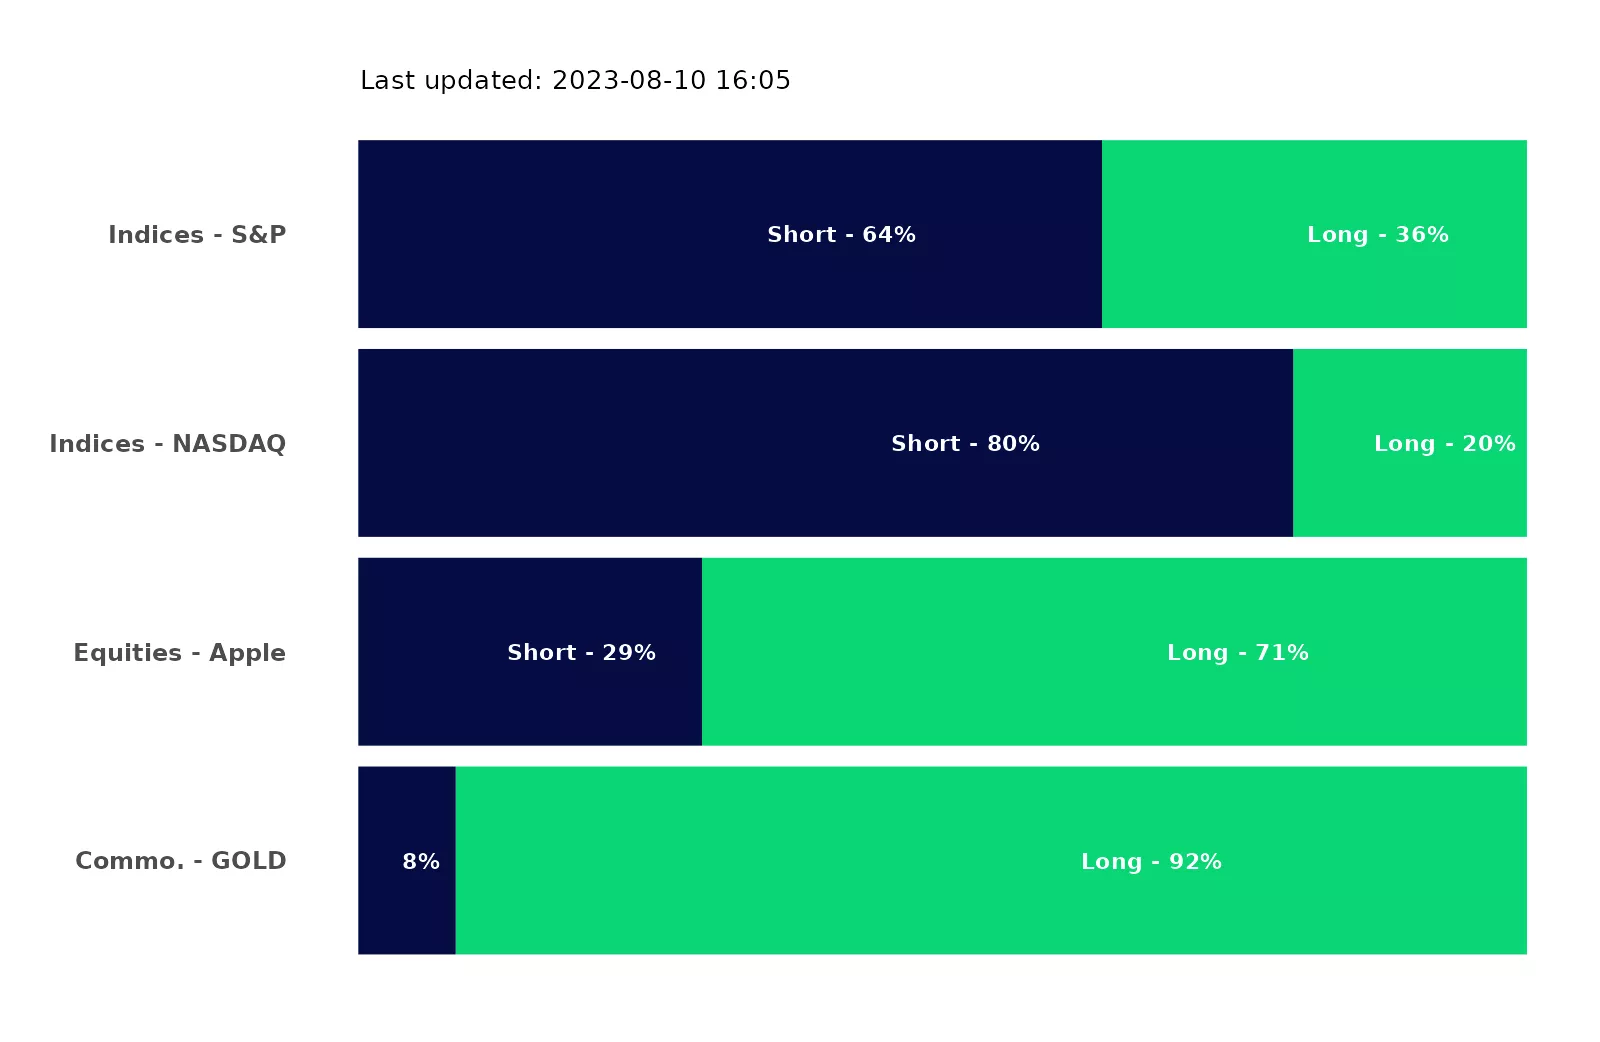 Last updated: 2023-08-10 16:05
Indices - S&P
Short - 64%
Long - 36%
Indices - NASDAQ
Short - 80%
Long - 20%
Equities - Apple
Short - 29%
Long - 71%
Commo. - GOLD
8%
Long - 92%